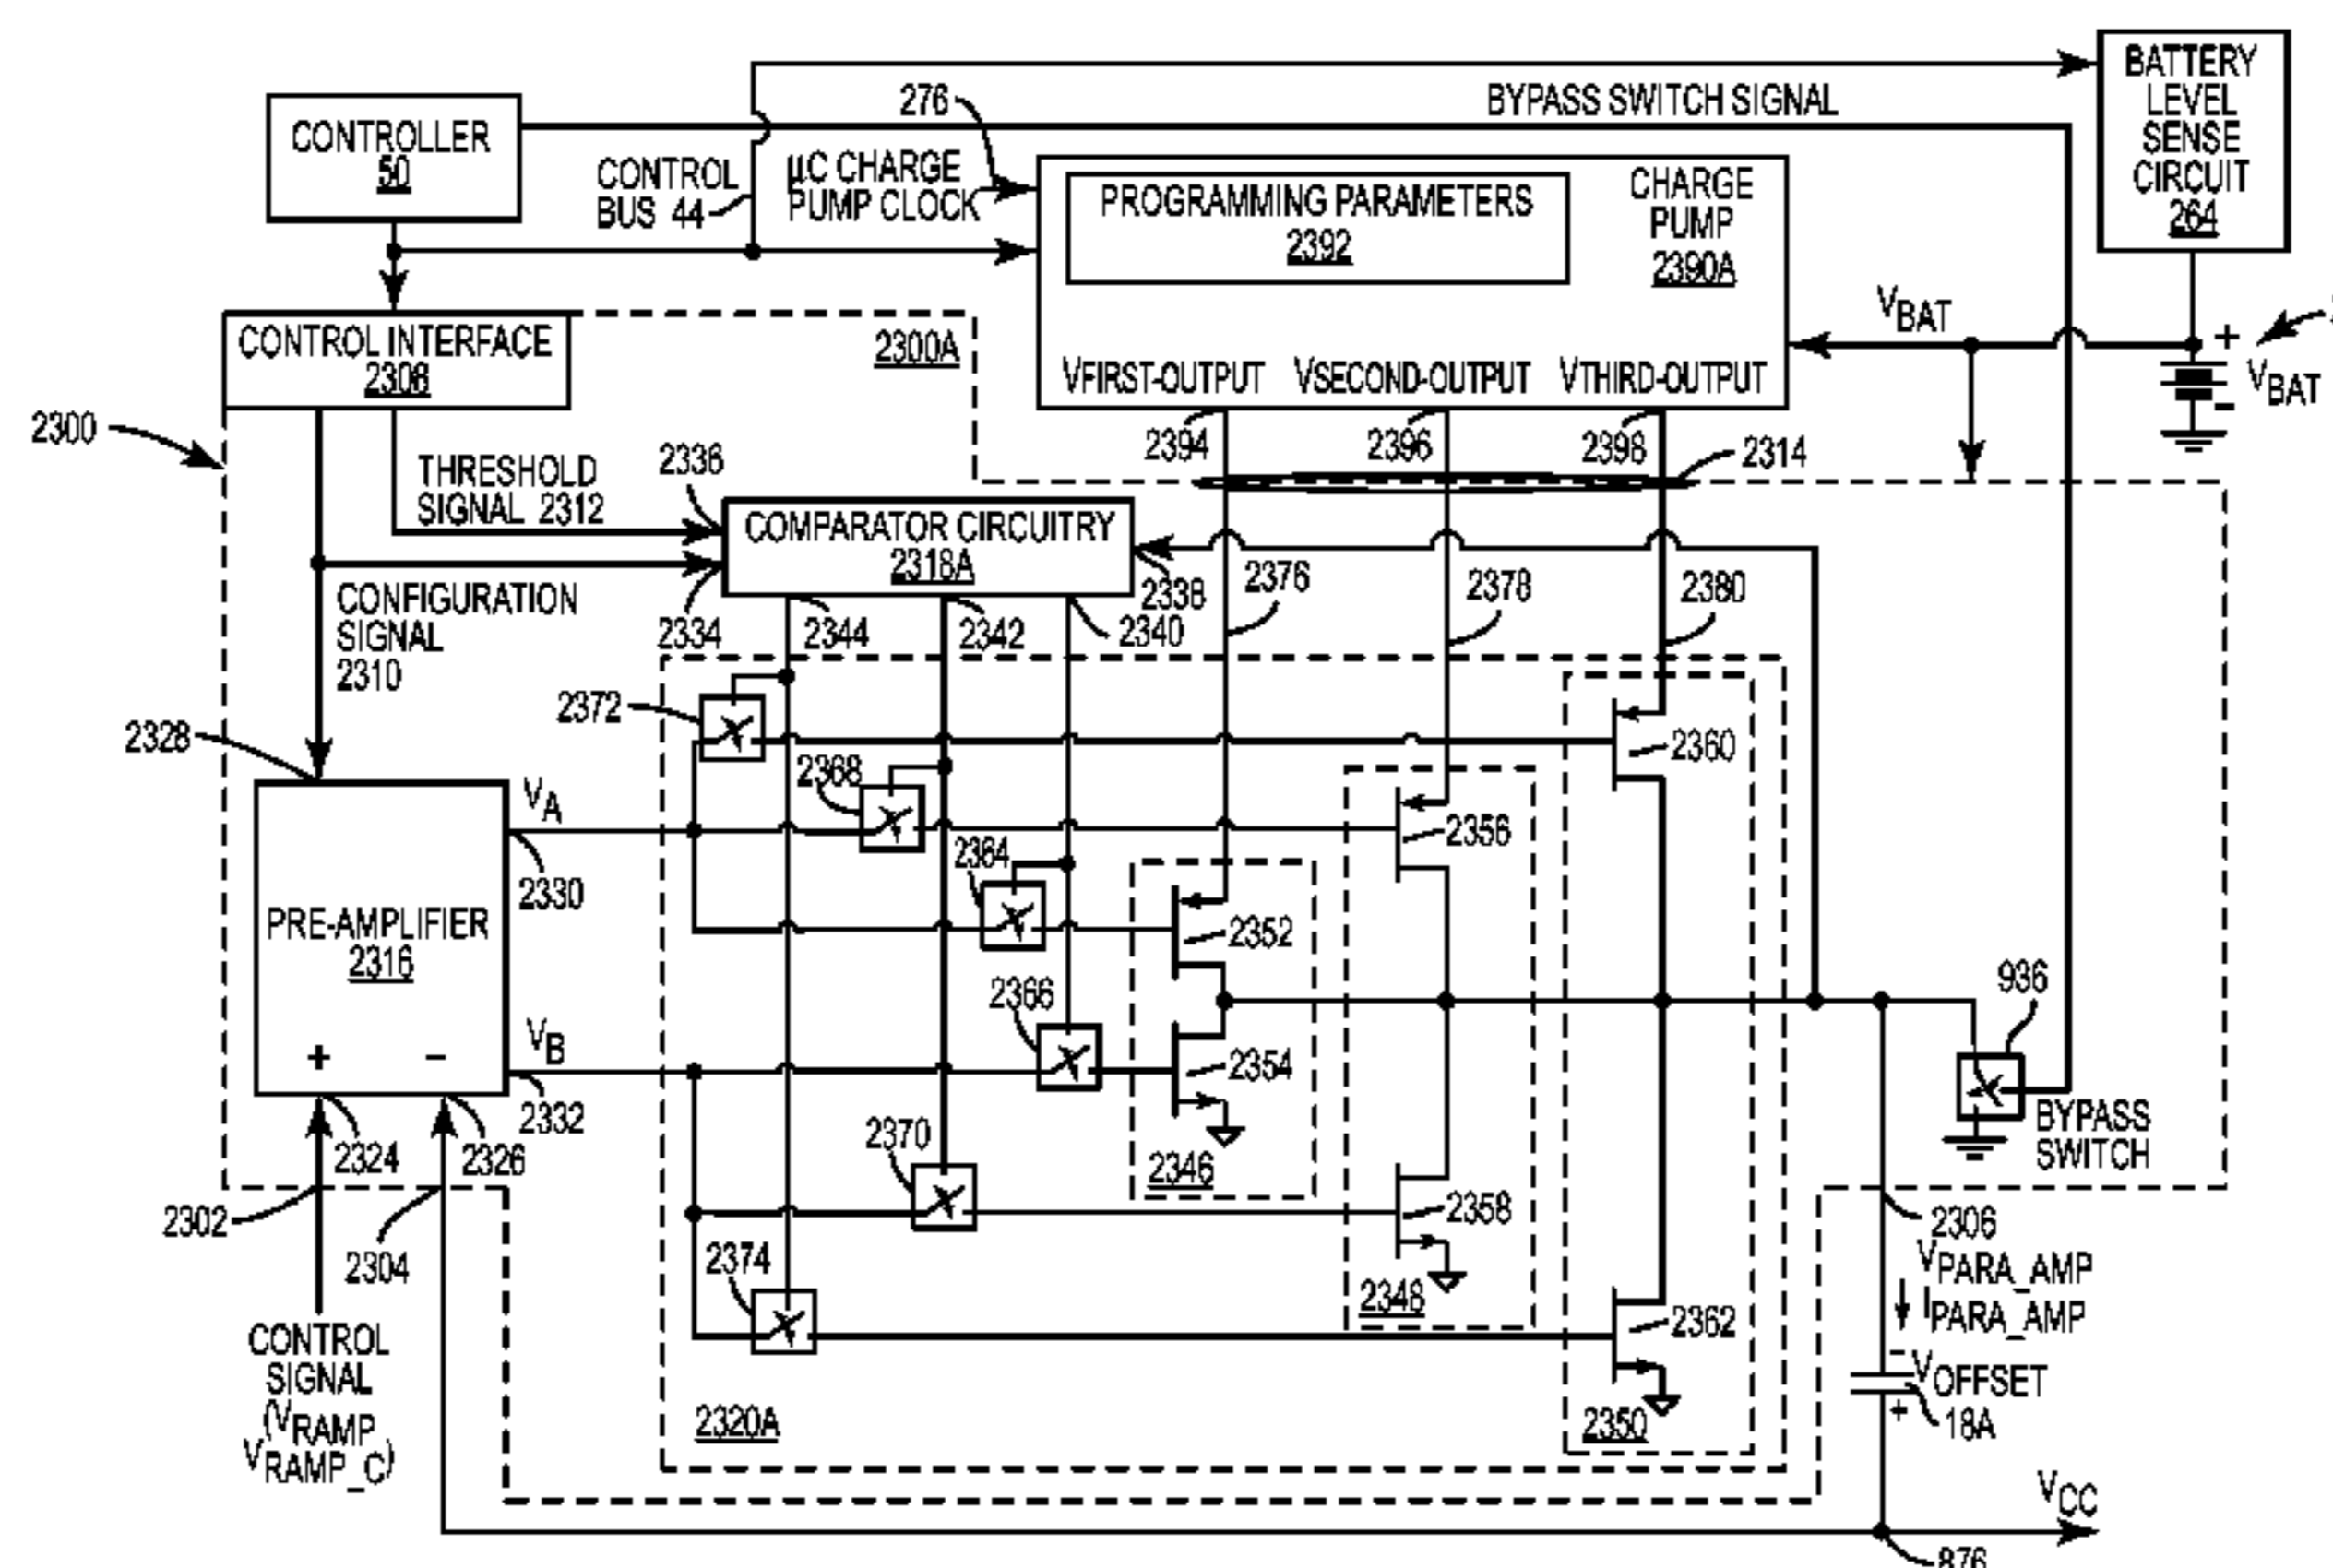 BATTERY
LEVEL
SENSE
CIRCUIT
264
BYPASS SWITCH SIGNAL
276
CONTROLLER
50
CONTROL
BUS 44
µC CHARGE
PUMP CLOCK
PROGRAMMING PARAMETERS
2392
CHARGE
PUMP
2390A
VBAT
+
VBAT
-
CONTROL INTERFACE
2308
2300A
VFIRST-OUTPUT
VSECOND-OUTPUT
VTHIRD-OUTPUT
2300
2394
2396
2398
2314
THRESHOLD
SIGNAL 2312
2336
COMPARATOR CIRCUITRY
2318A
2338
2376
2378
2380
CONFIGURATION
SIGNAL
2310
2334
2344
2342
2340
2372
2328
2360
2368
VA
2356
2330
2364
2352
PRE-AMPLIFIER
2316
2366
936
VB
+ -
2354
2332
BYPASS
SWITCH
2324
2326
2370
2346
2302
2304
2358
2306
2374
2348
VPARA_AMP
IPARA_AMP
CONTROL
SIGNAL
(VRAMP
VRAMP_C)
2362
-
VOFFSET
+
18A
2320A
2350
VCC
876